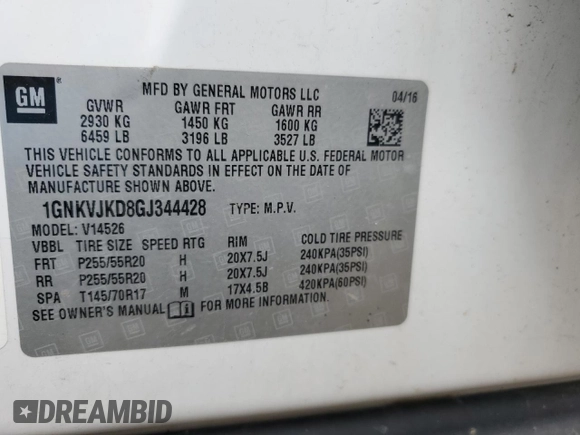 GM
MFD BY GENERAL MOTORS LLC
04/16
GVWR GAWR FRT GAWR RR
2930 KG 1450 KG 1600 KG
6459 LB 3196 LB 3527 LB
THIS VEHICLE CONFORMS TO ALL APPLICABLE U.S. FEDERAL MOTOR
VEHICLE SAFETY STANDARDS IN EFFECT ON THE DATE OF
MANUFACTURE SHOWN ABOVE.
1GNKVJKD8GJ344428 TYPE: M.P.V.
MODEL: V14526
VBBL TIRE SIZE SPEED RTG RIM COLD TIRE PRESSURE
FRT P255/55R20 H 20X7.5J 240KPA(35PSI)
RR P255/55R20 H 20X7.5J 240KPA(35PSI)
SPA T145/70R17 M 17X4.5B 420KPA(60PSI)
SEE OWNER'S MANUAL FOR MORE INFORMATION.
DREAMBID